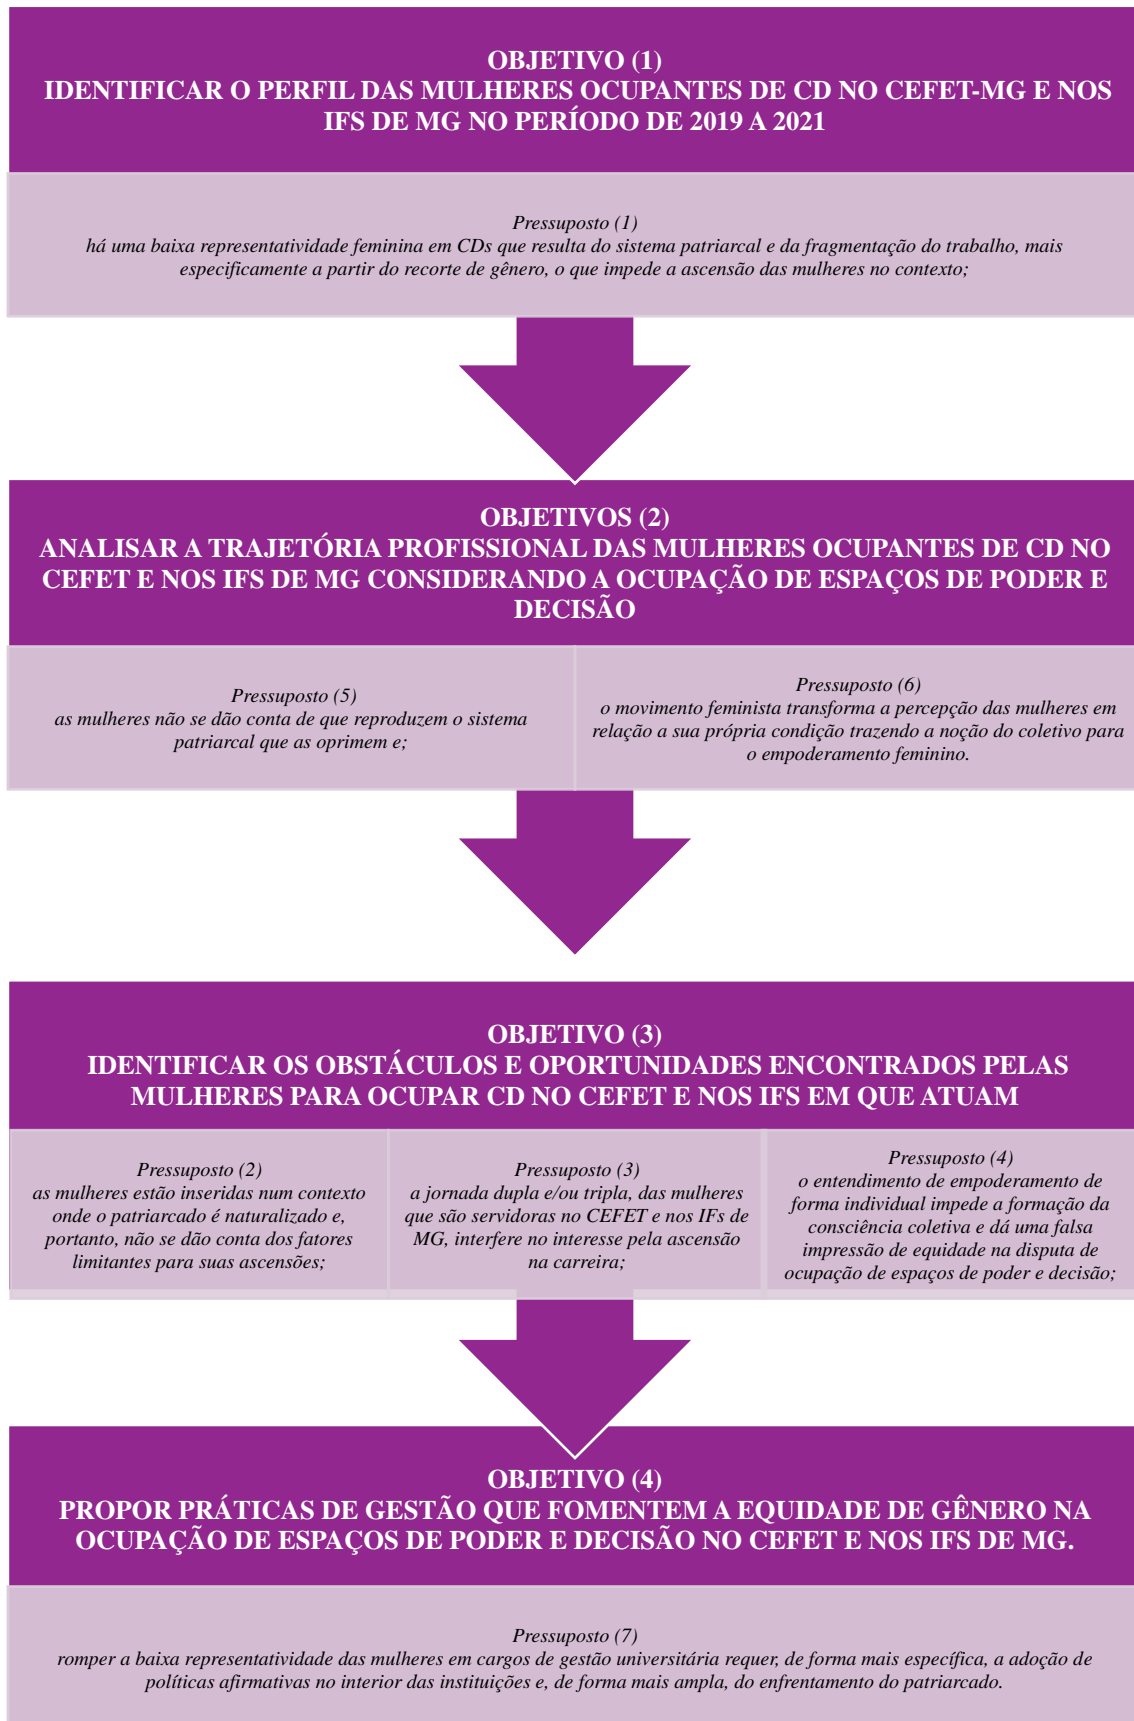 OBJETIVO (1)
IDENTIFICAR O PERFIL DAS MULHERES OCUPANTES DE CD NO CEFET-MG E NOS
IFS DE MG NO PERÍODO DE 2019 A 2021
Pressuposto (1)
há uma baixa representatividade feminina em CDs que resulta do sistema patriarcal e da fragmentação do trabalho, mais
especificamente a partir do recorte de gênero, o que impede a ascensão das mulheres no contexto;
OBJETIVOS (2)
ANALISAR A TRAJETÓRIA PROFISSIONAL DAS MULHERES OCUPANTES DE CD NO
CEFET E NOS IFS DE MG CONSIDERANDO A OCUPAÇÃO DE ESPAÇOS DE PODER E
DECISÃO
Pressuposto (5)
as mulheres não se dão conta de que reproduzem o sistema
patriarcal que as oprimem e;
Pressuposto (6)
o movimento feminista transforma a percepção das mulheres em
relação a sua própria condição trazendo a noção do coletivo para
o empoderamento feminino.
OBJETIVO (3)
IDENTIFICAR OS OBSTÁCULOS E OPORTUNIDADES ENCONTRADOS PELAS
MULHERES PARA OCUPAR CD NO CEFET E NOS IFS EM QUE ATUAM
Pressuposto (2)
as mulheres estão inseridas num contexto
onde o patriarcado é naturalizado e,
portanto, não se dão conta dos fatores
limitantes para suas ascensões;
Pressuposto (3)
a jornada dupla e/ou tripla, das mulheres
que são servidoras no CEFET e nos IFs de
MG, interfere no interesse pela ascensão
na carreira;
Pressuposto (4)
o entendimento de empoderamento de
forma individual impede a formação da
consciência coletiva e dá uma falsa
impressão de equidade na disputa de
ocupação de espaços de poder e decisão;
OBJETIVO (4)
PROPOR PRÁTICAS DE GESTÃO QUE FOMENTEM A EQUIDADE DE GÊNERO NA
OCUPAÇÃO DE ESPAÇOS DE PODER E DECISÃO NO CEFET E NOS IFS DE MG.
Pressuposto (7)
romper a baixa representatividade das mulheres em cargos de gestão universitária requer, de forma mais específica, a adoção de
políticas afirmativas no interior das instituições e, de forma mais ampla, do enfrentamento do patriarcado.